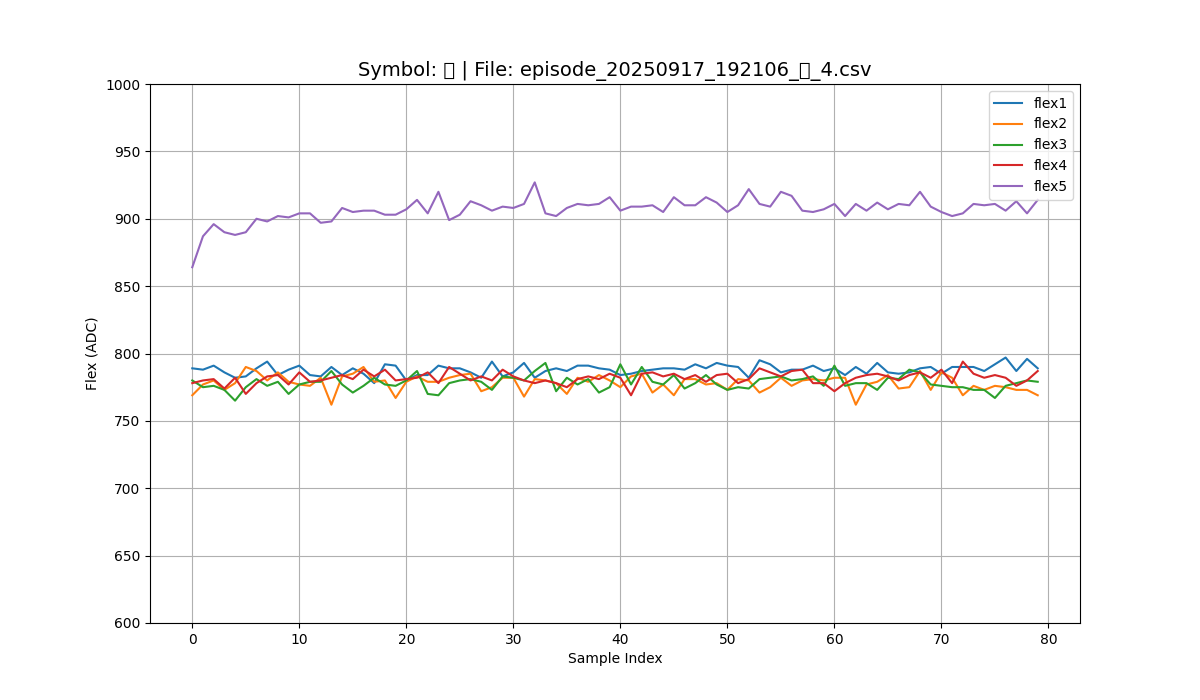 Symbol: | File: episode_20250917_192106_ _4.csv
1000
950
900
850
800
750
700
650
600
Flex (ADC)
flex1
flex2
flex3
flex4
flex5
0 10 20 30 40 50 60 70 80
Sample Index